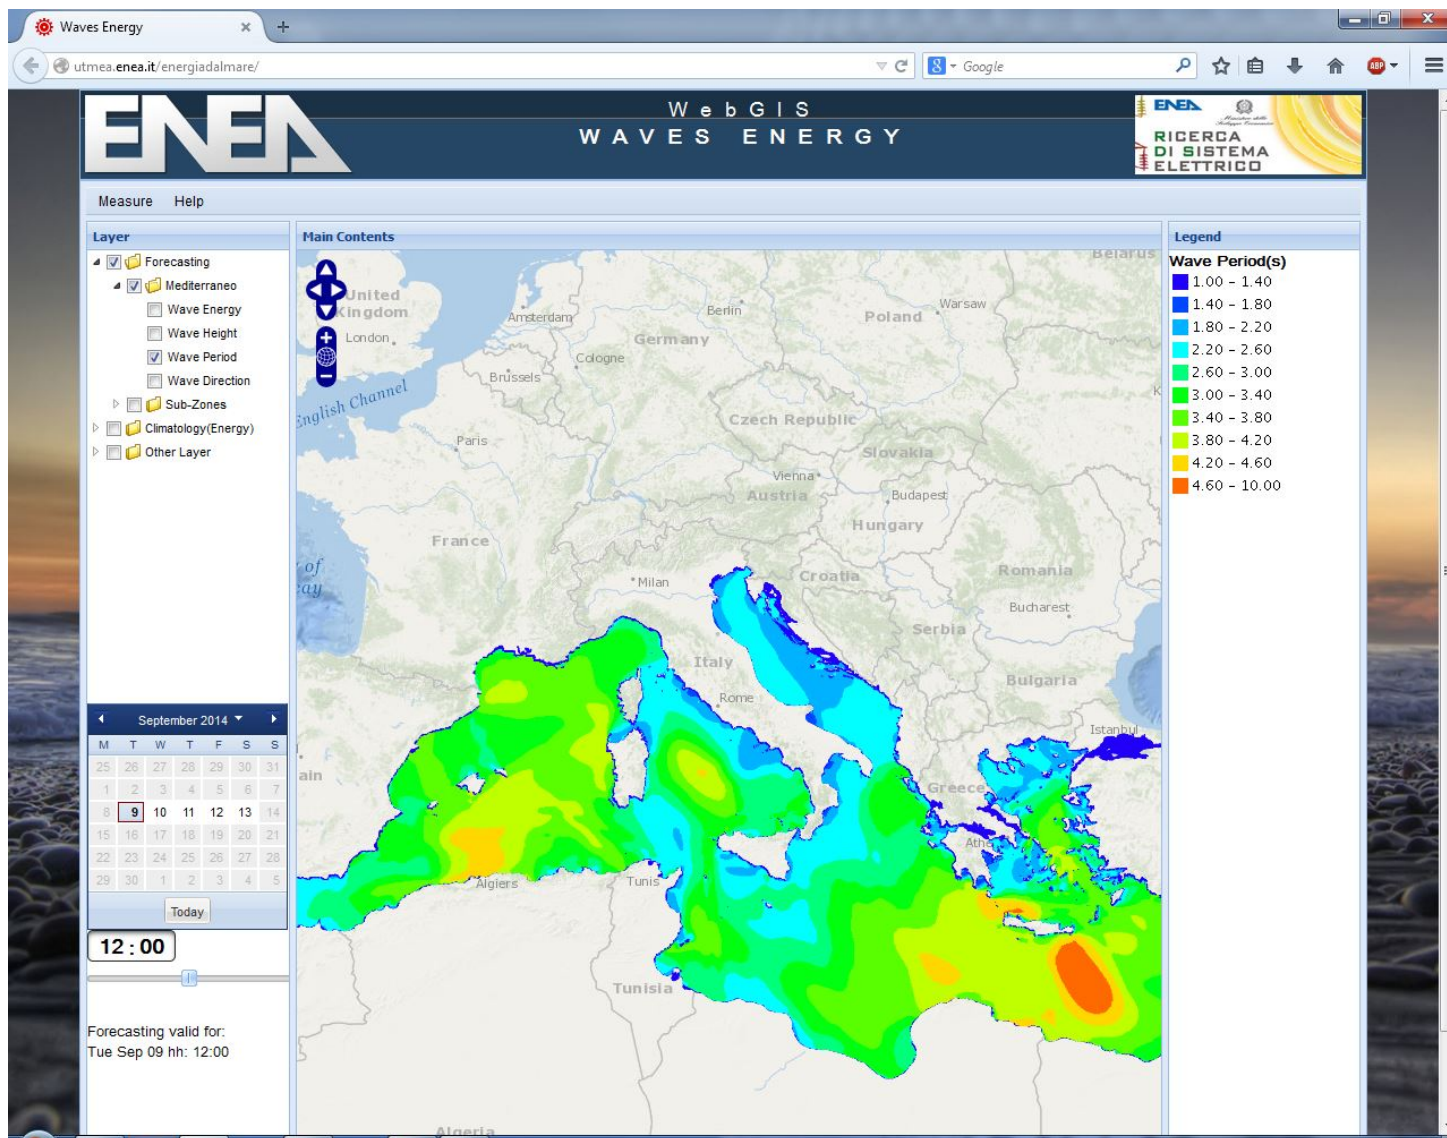 Waves Energy
utmea.enea.it/energiadalmare/
Google
ABP
ENEA
WebGIS
WAVES ENERGY
ENEA
RICERCA
DI SISTEMA
ELETTRICO
Measure Help
Layer
Forecasting
Mediterraneo
Wave Energy
Wave Height
Wave Period
Wave Direction
Sub-Zones
Climatology(Energy)
Other Layer
September 2014
M T W T F S S
25 26 27 28 29 30 31
1 2 3 4 5 6 7
8 9 10 11 12 13 14
15 16 17 18 19 20 21
22 23 24 25 26 27 28
29 30 1 2 3 4 5
Today
12:00
Forecasting valid for:
Tue Sep 09 hh: 12:00
Main Contents
Belarus
United
Kingdom
Amsterdam
Berlin
Warsaw
Poland
London
Germany
Cologne
Brussels
English Channel
Czech Republic
Paris
Slovakia
Vienna
Austria
Budapest
Hungary
France
of
ay
Milan
Croatia
Romania
Bucharest
Serbia
Italy
Bulgaria
Rome
Istanbul
ain
Greece
Athe
Algiers
Tunis
Tunisia
Algeria
Legend
Wave Period(s)
1.00 - 1.40
1.40 - 1.80
1.80 - 2.20
2.20 - 2.60
2.60 - 3.00
3.00 - 3.40
3.40 - 3.80
3.80 - 4.20
4.20 - 4.60
4.60 - 10.00